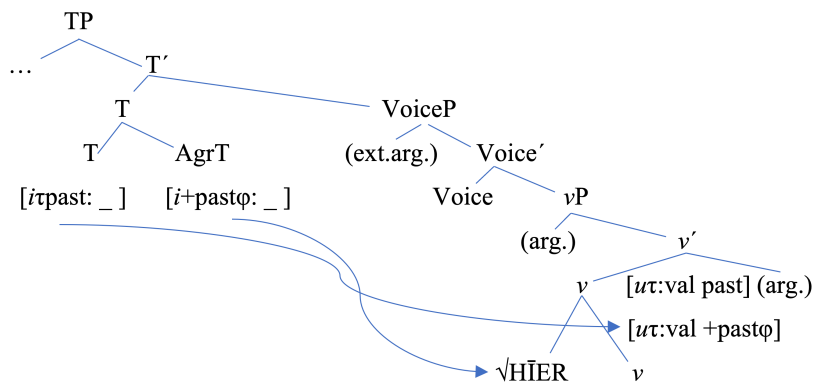 TP
… T´
T VoiceP
T AgrT (ext.arg.) Voice´
[iτpast: _ ] [i+pastφ: _ ] Voice vP
(arg.) v´
v [uτ:val past] (arg.)
[uτ:val +pastφ]
√HĪER v